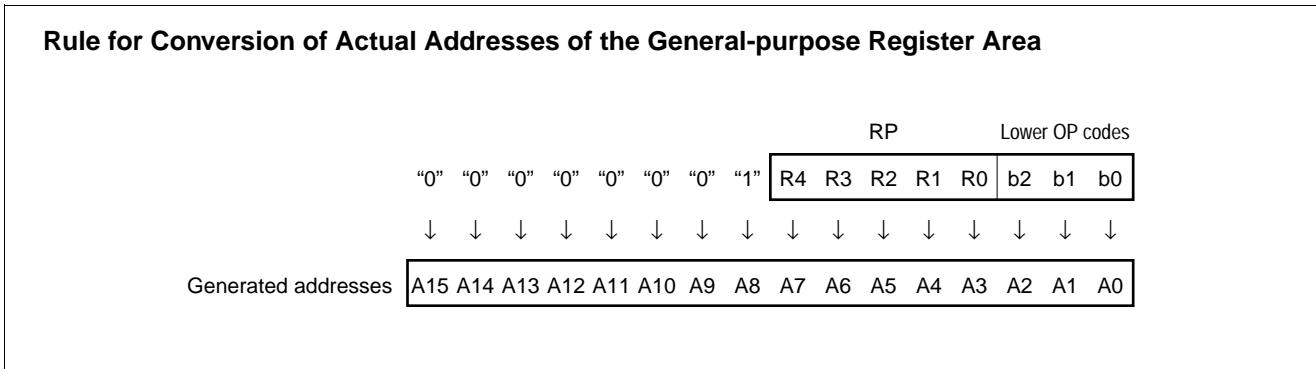 Rule for Conversion of Actual Addresses of the General-purpose Register Area
RP Lower OP codes
“0” “0” “0” “0” “0” “0” “0” “1” R4 R3 R2 R1 R0 b2 b1 b0
↓ ↓ ↓ ↓ ↓ ↓ ↓ ↓ ↓ ↓ ↓ ↓ ↓ ↓ ↓ ↓
Generated addresses A15 A14 A13 A12 A11 A10 A9 A8 A7 A6 A5 A4 A3 A2 A1 A0